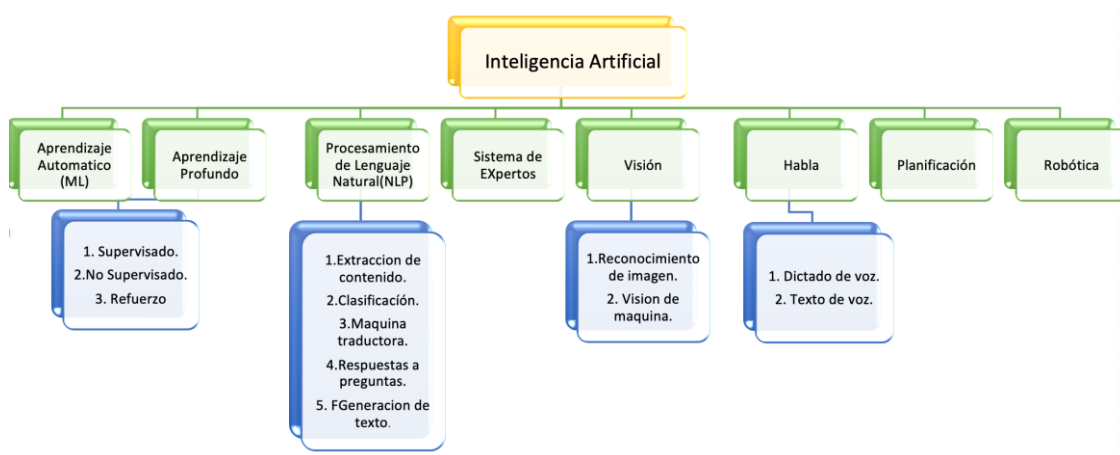 Inteligencia Artificial
Aprendizaje
Automatico
(ML)
Aprendizaje
Profundo
Procesamiento
de Lenguaje
Natural(NLP)
Sistema de
EXpertos
Visión
Habla
Planificación
Robótica
1. Supervisado.
2.No Supervisado.
3. Refuerzo
1.Extraccion de
contenido.
2.Clasificación.
3.Maquina
traductora.
4.Respuestas a
preguntas.
5. FGeneracion de
texto.
1.Reconocimiento
de imagen.
2. Vision de
maquina.
1. Dictado de voz.
2. Texto de voz.